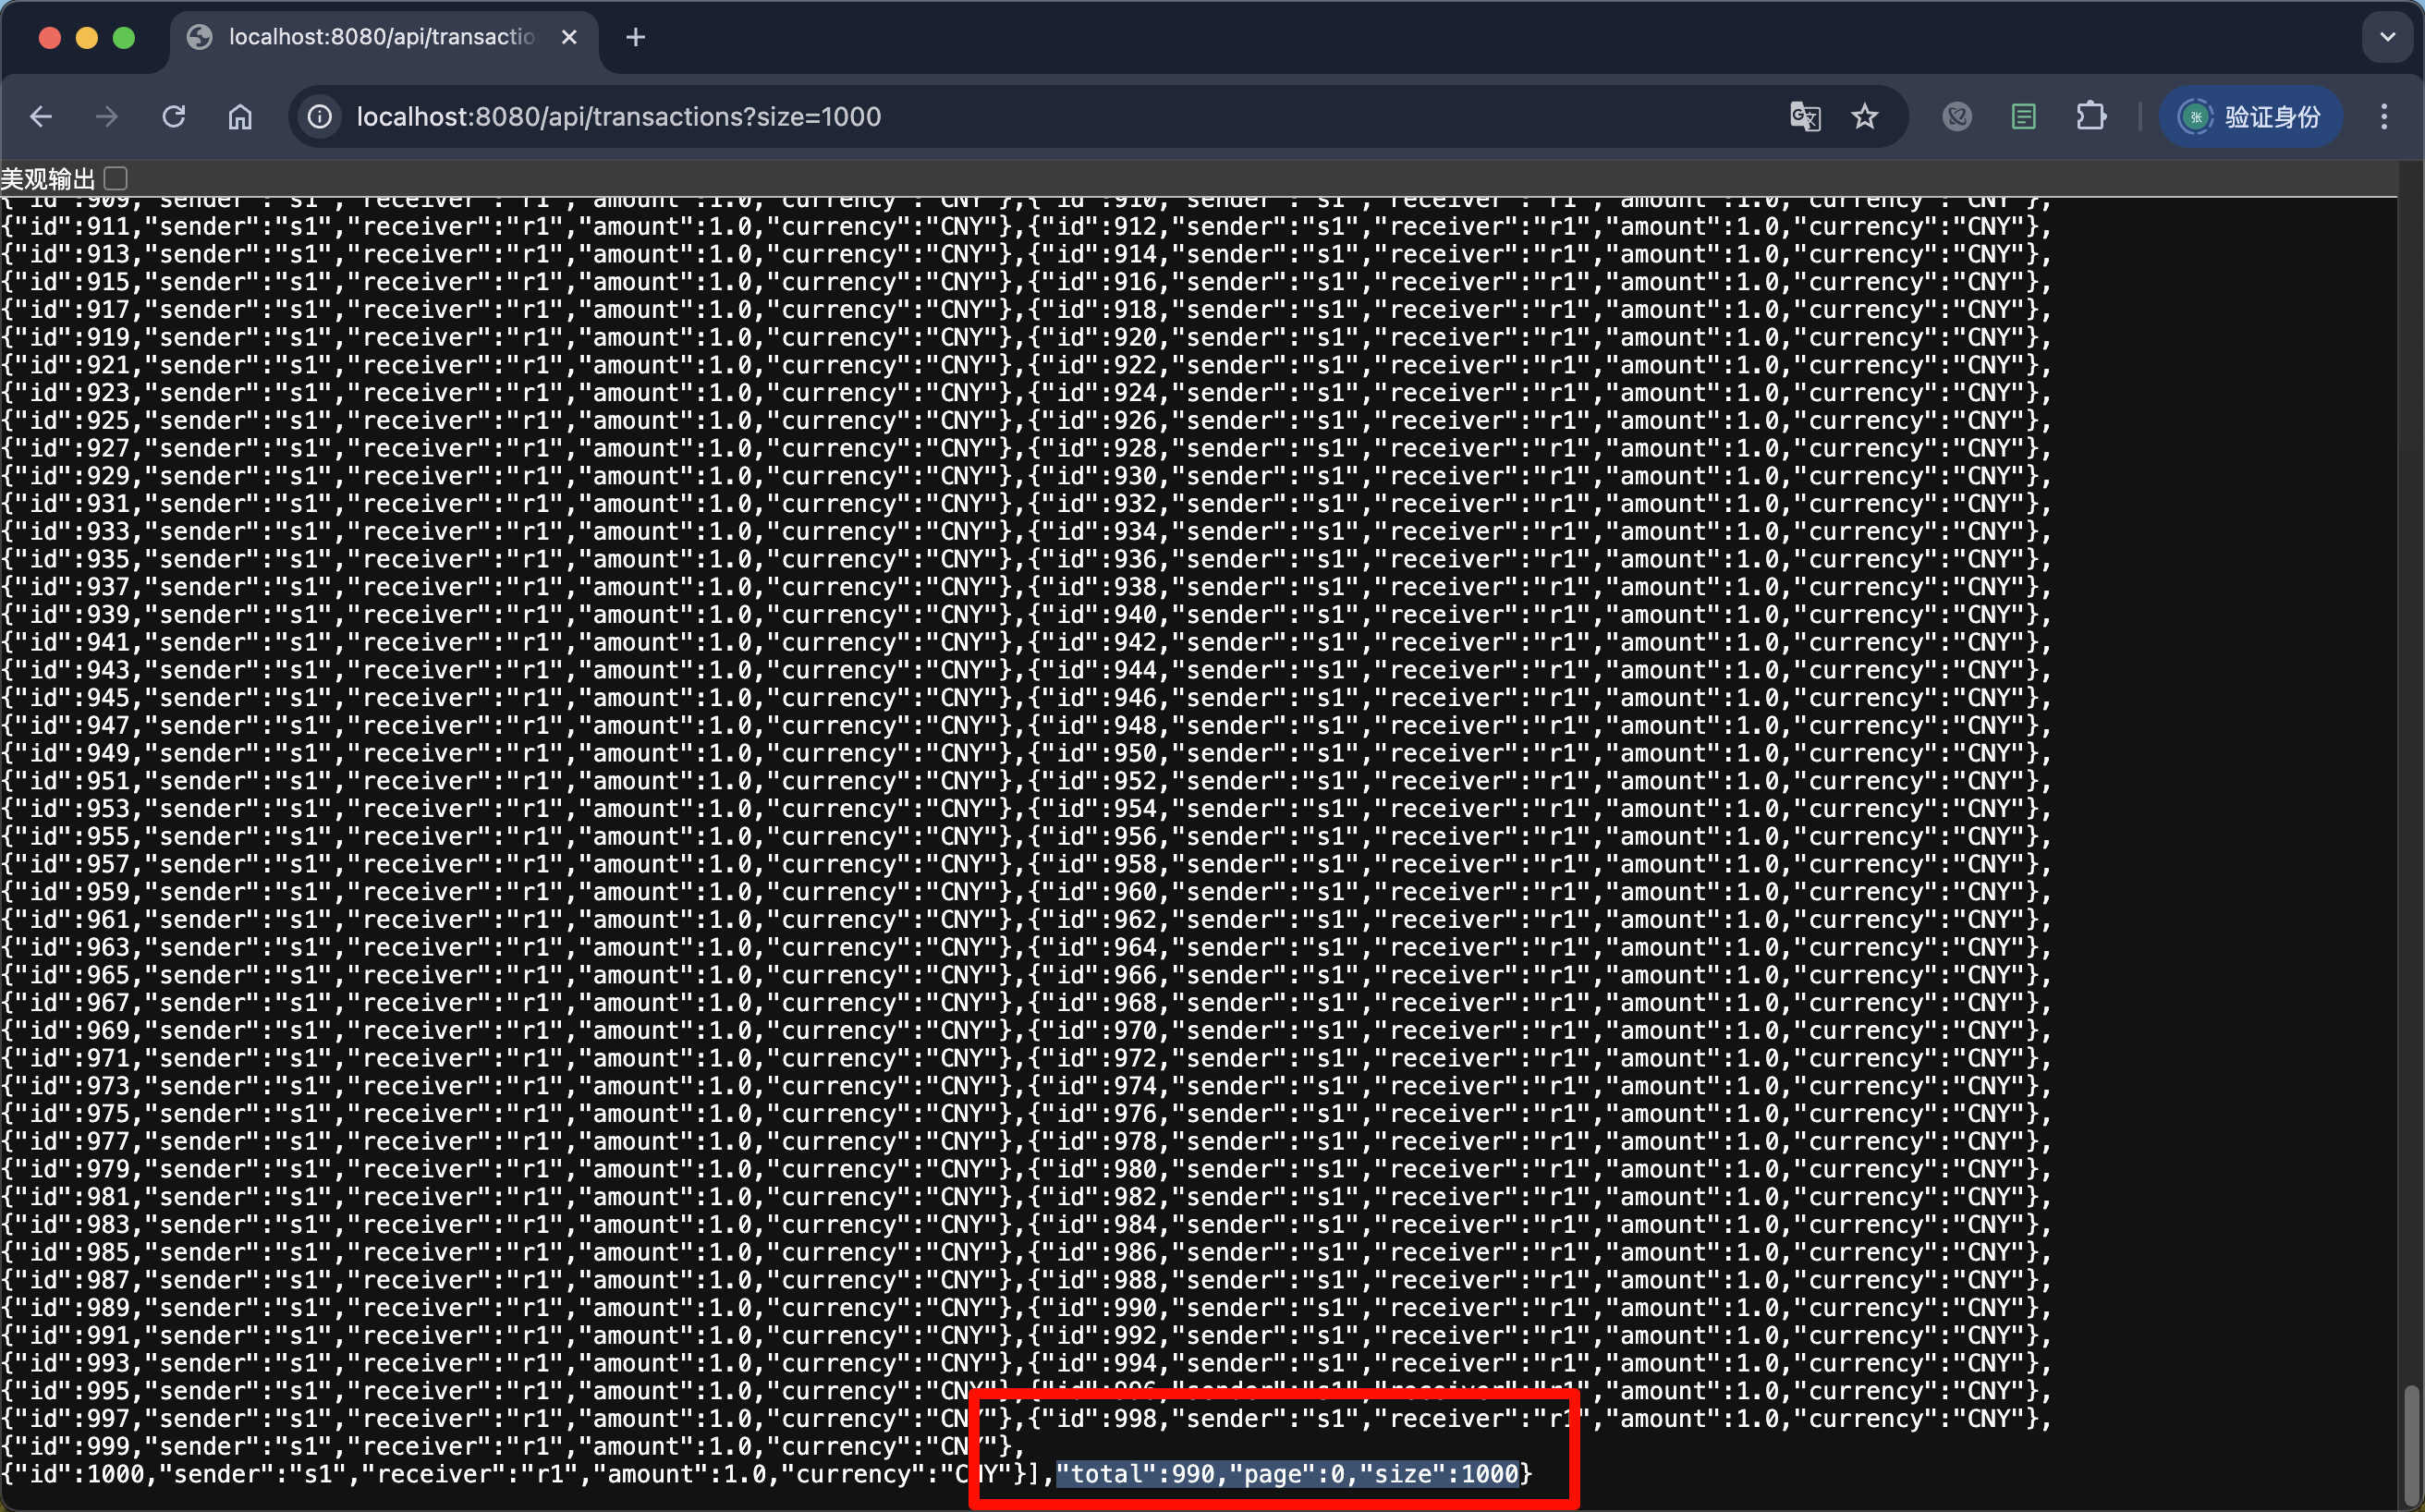 localhost:8080/api/transactio
localhost:8080/api/transactions?size=1000
张 验证身份
美观输出
{"id":909,"sender":"s1","receiver":"r1","amount":1.0,"currency":"CNY"},{"id":910,"sender":"s1","receiver":"r1","amount":1.0,"currency":"CNY"},
{"id":911,"sender":"s1","receiver":"r1","amount":1.0,"currency":"CNY"},{"id":912,"sender":"s1","receiver":"r1","amount":1.0,"currency":"CNY"},
{"id":913,"sender":"s1","receiver":"r1","amount":1.0,"currency":"CNY"},{"id":914,"sender":"s1","receiver":"r1","amount":1.0,"currency":"CNY"},
{"id":915,"sender":"s1","receiver":"r1","amount":1.0,"currency":"CNY"},{"id":916,"sender":"s1","receiver":"r1","amount":1.0,"currency":"CNY"},
{"id":917,"sender":"s1","receiver":"r1","amount":1.0,"currency":"CNY"},{"id":918,"sender":"s1","receiver":"r1","amount":1.0,"currency":"CNY"},
{"id":919,"sender":"s1","receiver":"r1","amount":1.0,"currency":"CNY"},{"id":920,"sender":"s1","receiver":"r1","amount":1.0,"currency":"CNY"},
{"id":921,"sender":"s1","receiver":"r1","amount":1.0,"currency":"CNY"},{"id":922,"sender":"s1","receiver":"r1","amount":1.0,"currency":"CNY"},
{"id":923,"sender":"s1","receiver":"r1","amount":1.0,"currency":"CNY"},{"id":924,"sender":"s1","receiver":"r1","amount":1.0,"currency":"CNY"},
{"id":925,"sender":"s1","receiver":"r1","amount":1.0,"currency":"CNY"},{"id":926,"sender":"s1","receiver":"r1","amount":1.0,"currency":"CNY"},
{"id":927,"sender":"s1","receiver":"r1","amount":1.0,"currency":"CNY"},{"id":928,"sender":"s1","receiver":"r1","amount":1.0,"currency":"CNY"},
{"id":929,"sender":"s1","receiver":"r1","amount":1.0,"currency":"CNY"},{"id":930,"sender":"s1","receiver":"r1","amount":1.0,"currency":"CNY"},
{"id":931,"sender":"s1","receiver":"r1","amount":1.0,"currency":"CNY"},{"id":932,"sender":"s1","receiver":"r1","amount":1.0,"currency":"CNY"},
{"id":933,"sender":"s1","receiver":"r1","amount":1.0,"currency":"CNY"},{"id":934,"sender":"s1","receiver":"r1","amount":1.0,"currency":"CNY"},
{"id":935,"sender":"s1","receiver":"r1","amount":1.0,"currency":"CNY"},{"id":936,"sender":"s1","receiver":"r1","amount":1.0,"currency":"CNY"},
{"id":937,"sender":"s1","receiver":"r1","amount":1.0,"currency":"CNY"},{"id":938,"sender":"s1","receiver":"r1","amount":1.0,"currency":"CNY"},
{"id":939,"sender":"s1","receiver":"r1","amount":1.0,"currency":"CNY"},{"id":940,"sender":"s1","receiver":"r1","amount":1.0,"currency":"CNY"},
{"id":941,"sender":"s1","receiver":"r1","amount":1.0,"currency":"CNY"},{"id":942,"sender":"s1","receiver":"r1","amount":1.0,"currency":"CNY"},
{"id":943,"sender":"s1","receiver":"r1","amount":1.0,"currency":"CNY"},{"id":944,"sender":"s1","receiver":"r1","amount":1.0,"currency":"CNY"},
{"id":945,"sender":"s1","receiver":"r1","amount":1.0,"currency":"CNY"},{"id":946,"sender":"s1","receiver":"r1","amount":1.0,"currency":"CNY"},
{"id":947,"sender":"s1","receiver":"r1","amount":1.0,"currency":"CNY"},{"id":948,"sender":"s1","receiver":"r1","amount":1.0,"currency":"CNY"},
{"id":949,"sender":"s1","receiver":"r1","amount":1.0,"currency":"CNY"},{"id":950,"sender":"s1","receiver":"r1","amount":1.0,"currency":"CNY"},
{"id":951,"sender":"s1","receiver":"r1","amount":1.0,"currency":"CNY"},{"id":952,"sender":"s1","receiver":"r1","amount":1.0,"currency":"CNY"},
{"id":953,"sender":"s1","receiver":"r1","amount":1.0,"currency":"CNY"},{"id":954,"sender":"s1","receiver":"r1","amount":1.0,"currency":"CNY"},
{"id":955,"sender":"s1","receiver":"r1","amount":1.0,"currency":"CNY"},{"id":956,"sender":"s1","receiver":"r1","amount":1.0,"currency":"CNY"},
{"id":957,"sender":"s1","receiver":"r1","amount":1.0,"currency":"CNY"},{"id":958,"sender":"s1","receiver":"r1","amount":1.0,"currency":"CNY"},
{"id":959,"sender":"s1","receiver":"r1","amount":1.0,"currency":"CNY"},{"id":960,"sender":"s1","receiver":"r1","amount":1.0,"currency":"CNY"},
{"id":961,"sender":"s1","receiver":"r1","amount":1.0,"currency":"CNY"},{"id":962,"sender":"s1","receiver":"r1","amount":1.0,"currency":"CNY"},
{"id":963,"sender":"s1","receiver":"r1","amount":1.0,"currency":"CNY"},{"id":964,"sender":"s1","receiver":"r1","amount":1.0,"currency":"CNY"},
{"id":965,"sender":"s1","receiver":"r1","amount":1.0,"currency":"CNY"},{"id":966,"sender":"s1","receiver":"r1","amount":1.0,"currency":"CNY"},
{"id":967,"sender":"s1","receiver":"r1","amount":1.0,"currency":"CNY"},{"id":968,"sender":"s1","receiver":"r1","amount":1.0,"currency":"CNY"},
{"id":969,"sender":"s1","receiver":"r1","amount":1.0,"currency":"CNY"},{"id":970,"sender":"s1","receiver":"r1","amount":1.0,"currency":"CNY"},
{"id":971,"sender":"s1","receiver":"r1","amount":1.0,"currency":"CNY"},{"id":972,"sender":"s1","receiver":"r1","amount":1.0,"currency":"CNY"},
{"id":973,"sender":"s1","receiver":"r1","amount":1.0,"currency":"CNY"},{"id":974,"sender":"s1","receiver":"r1","amount":1.0,"currency":"CNY"},
{"id":975,"sender":"s1","receiver":"r1","amount":1.0,"currency":"CNY"},{"id":976,"sender":"s1","receiver":"r1","amount":1.0,"currency":"CNY"},
{"id":977,"sender":"s1","receiver":"r1","amount":1.0,"currency":"CNY"},{"id":978,"sender":"s1","receiver":"r1","amount":1.0,"currency":"CNY"},
{"id":979,"sender":"s1","receiver":"r1","amount":1.0,"currency":"CNY"},{"id":980,"sender":"s1","receiver":"r1","amount":1.0,"currency":"CNY"},
{"id":981,"sender":"s1","receiver":"r1","amount":1.0,"currency":"CNY"},{"id":982,"sender":"s1","receiver":"r1","amount":1.0,"currency":"CNY"},
{"id":983,"sender":"s1","receiver":"r1","amount":1.0,"currency":"CNY"},{"id":984,"sender":"s1","receiver":"r1","amount":1.0,"currency":"CNY"},
{"id":985,"sender":"s1","receiver":"r1","amount":1.0,"currency":"CNY"},{"id":986,"sender":"s1","receiver":"r1","amount":1.0,"currency":"CNY"},
{"id":987,"sender":"s1","receiver":"r1","amount":1.0,"currency":"CNY"},{"id":988,"sender":"s1","receiver":"r1","amount":1.0,"currency":"CNY"},
{"id":989,"sender":"s1","receiver":"r1","amount":1.0,"currency":"CNY"},{"id":990,"sender":"s1","receiver":"r1","amount":1.0,"currency":"CNY"},
{"id":991,"sender":"s1","receiver":"r1","amount":1.0,"currency":"CNY"},{"id":992,"sender":"s1","receiver":"r1","amount":1.0,"currency":"CNY"},
{"id":993,"sender":"s1","receiver":"r1","amount":1.0,"currency":"CNY"},{"id":994,"sender":"s1","receiver":"r1","amount":1.0,"currency":"CNY"},
{"id":995,"sender":"s1","receiver":"r1","amount":1.0,"currency":"CNY"},{"id":996,"sender":"s1","receiver":"r1","amount":1.0,"currency":"CNY"},
{"id":997,"sender":"s1","receiver":"r1","amount":1.0,"currency":"CNY"},{"id":998,"sender":"s1","receiver":"r1","amount":1.0,"currency":"CNY"},
{"id":999,"sender":"s1","receiver":"r1","amount":1.0,"currency":"CNY"},
{"id":1000,"sender":"s1","receiver":"r1","amount":1.0,"currency":"CNY"}],"total":990,"page":0,"size":1000}